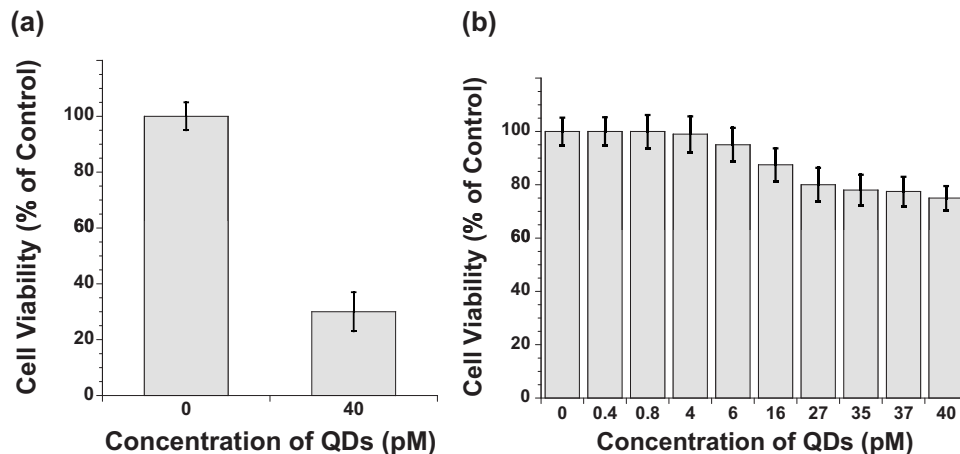 (a)
Cell Viability (% of Control)
100
80
60
40
20
0
0 40
Concentration of QDs (pM)
(b)
Cell Viability (% of Control)
100
80
60
40
20
0
0 0.4 0.8 4 6 16 27 35 37 40
Concentration of QDs (pM)